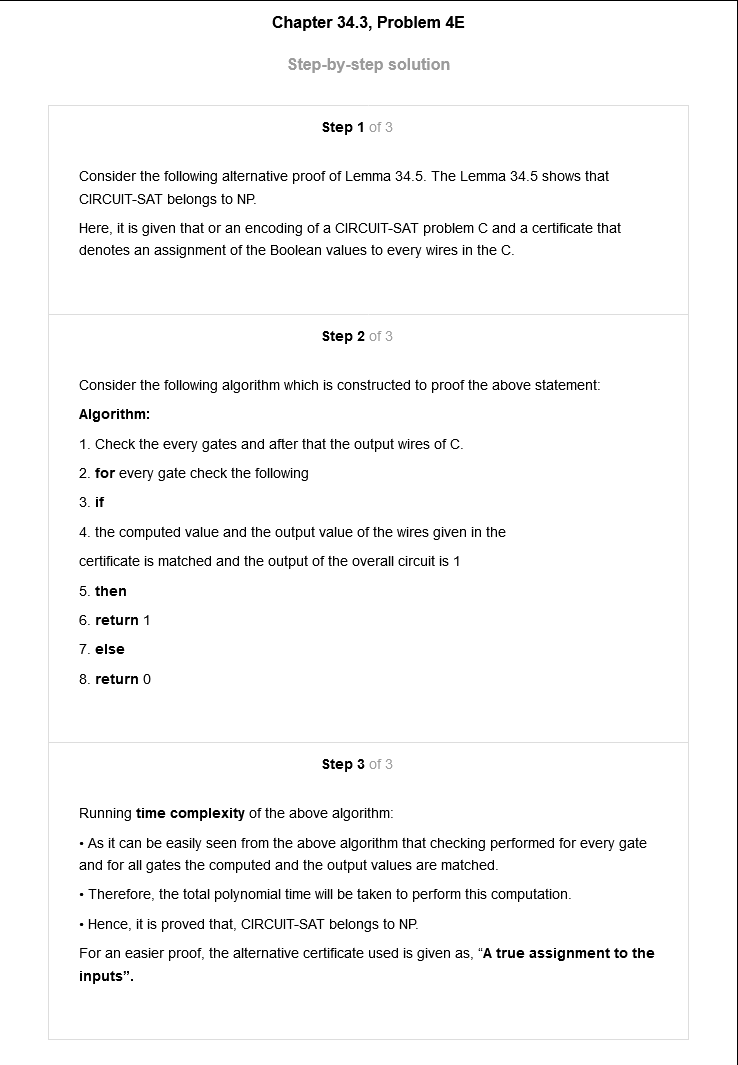 Chapter 34.3, Problem 4E
Step-by-step solution
Step 1 of 3
Consider the following alternative proof of Lemma 34.5. The Lemma 34.5 shows that
CIRCUIT-SAT belongs to NP.
Here, it is given that or an encoding of a CIRCUIT-SAT problem C and a certificate that
denotes an assignment of the Boolean values to every wires in the C.
Step 2 of 3
Consider the following algorithm which is constructed to proof the above statement:
Algorithm:
1. Check the every gates and after that the output wires of C.
2. for every gate check the following
3. if
4. the computed value and the output value of the wires given in the
certificate is matched and the output of the overall circuit is 1
5. then
6. return 1
7. else
8. return 0
Step 3 of 3
Running time complexity of the above algorithm:
• As it can be easily seen from the above algorithm that checking performed for every gate
and for all gates the computed and the output values are matched.
• Therefore, the total polynomial time will be taken to perform this computation.
• Hence, it is proved that, CIRCUIT-SAT belongs to NP.
For an easier proof, the alternative certificate used is given as, “A true assignment to the
inputs”.